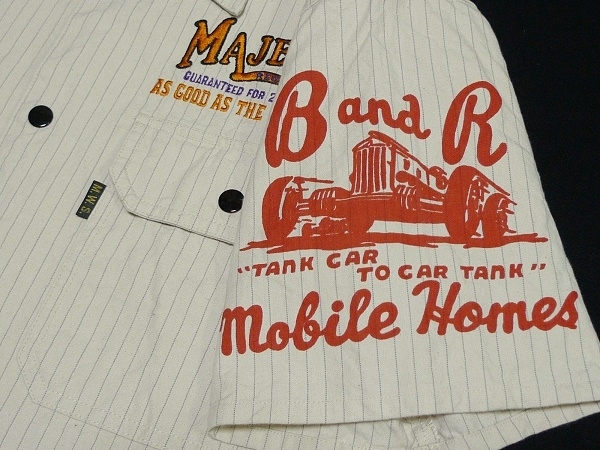 MAJE
GUARANTEED FOR 2
AS GOOD AS THE
M.W.S.
B and R
"TANK CAR
TO CAR TANK"
Mobile Homes